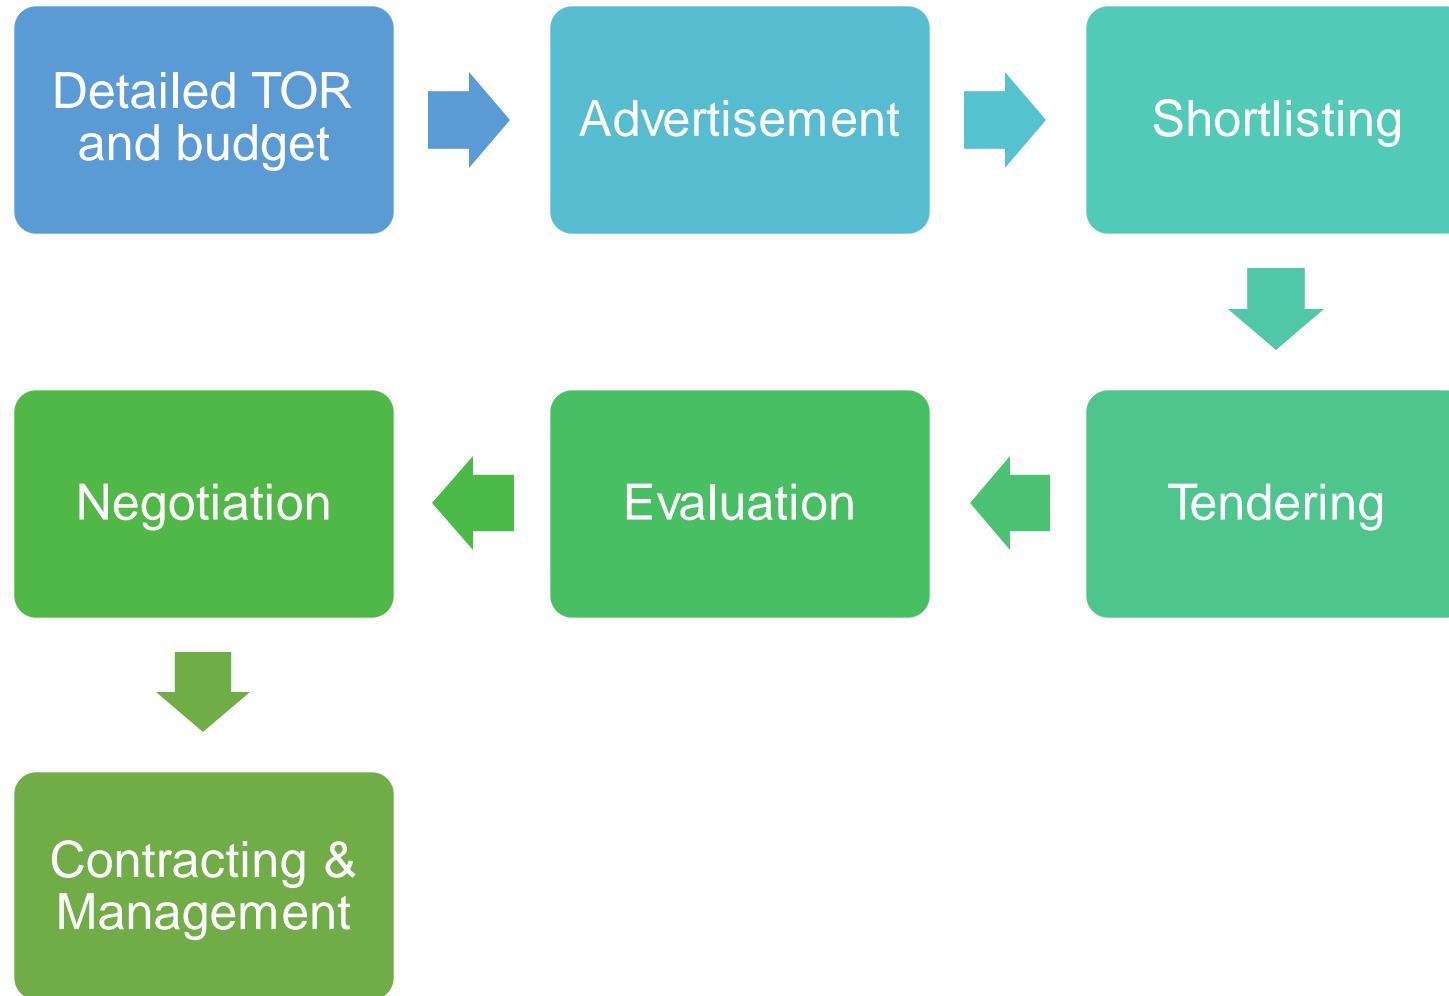 Detailed TOR
and budget
Advertisement
Shortlisting
Tendering
Evaluation
Negotiation
Contracting &
Management